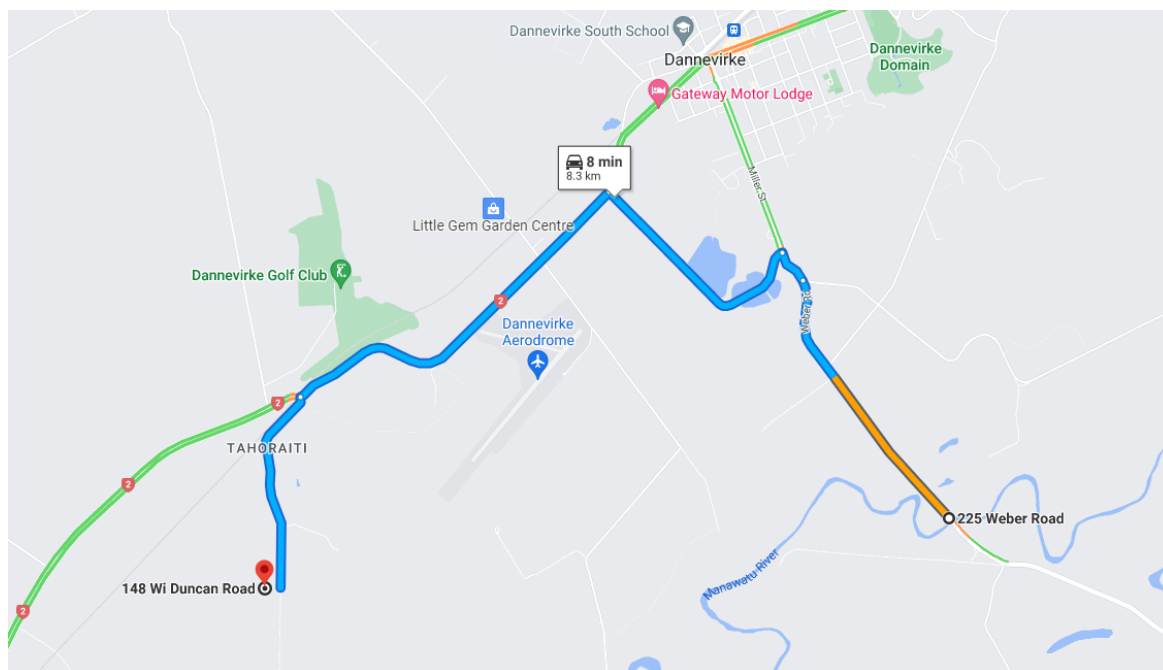 Dannevirke South School
Dannevirke
Dannevirke
Domain
Gateway Motor Lodge
8 min
8.3 km
Miller St
Little Gem Garden Centre
Dannevirke Golf Club
2
Weber Rd
Dannevirke
Aerodrome
2
TAHORAITI
2
225 Weber Road
Manawatu River
148 Wi Duncan Road
2